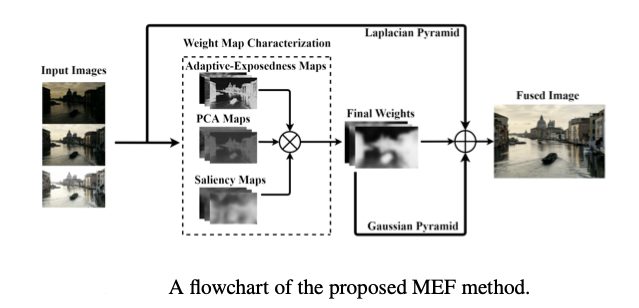 Laplacian Pyramid
Weight Map Characterization
Input Images
Adaptive-Exposedness Maps
Fused Image
PCA Maps
Final Weights
Saliency Maps
Gaussian Pyramid
A flowchart of the proposed MEF method.